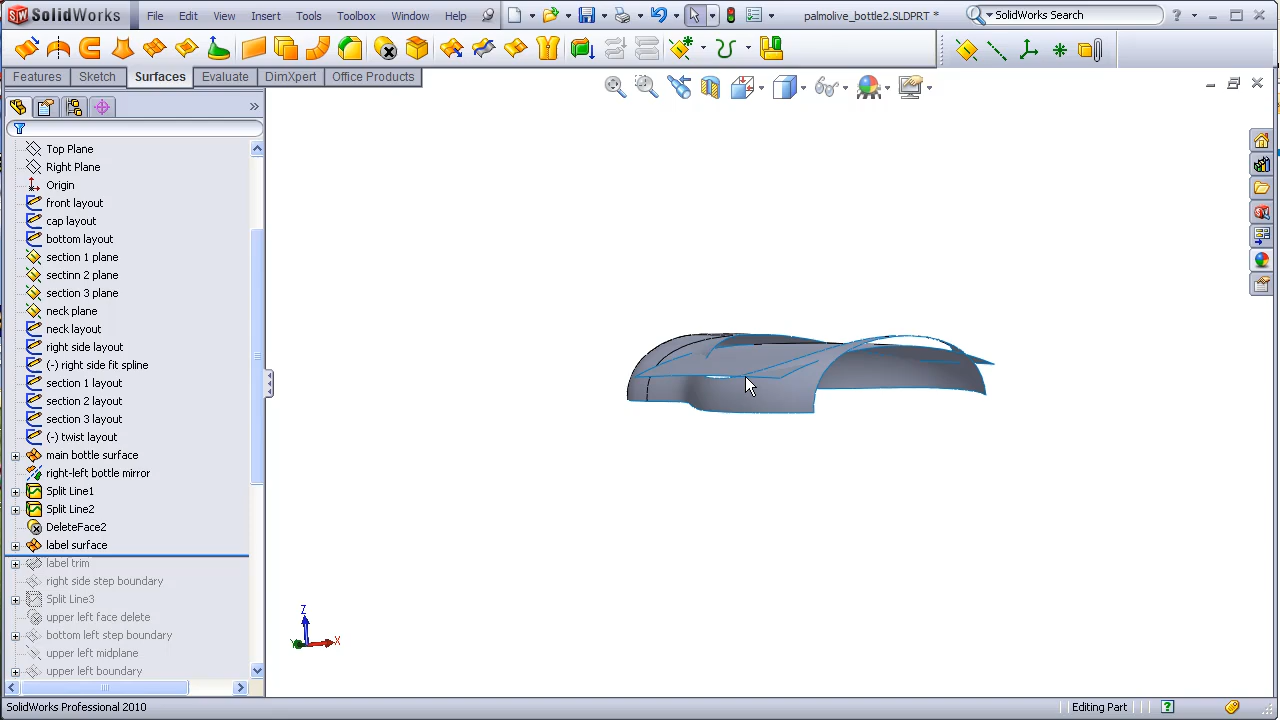 SW SolidWorks File Edit View Insert Tools Toolbox Window Help palmolive_bottle2.SLDPRT * SolidWorks Search
Features Sketch Surfaces Evaluate DimXpert Office Products
Top Plane
Right Plane
Origin
front layout
cap layout
bottom layout
section 1 plane
sectinn 2 plane
section 3 plane
neck plane
neck layout
right side layout
(-) right side fit spline
section 1 layout
section 2 layout
section 3 layout
(-) twist layout
main bottle surface
right-left bottle mirror
Split Line1
Split Line2
DeleteFace2
label surface
label trim
right side step boundary
Split Line3
upper left face delete
bottom left step boundary
upper left midplane
upper left boundary
Z
X
SolidWorks Professional 2010 Editing Part